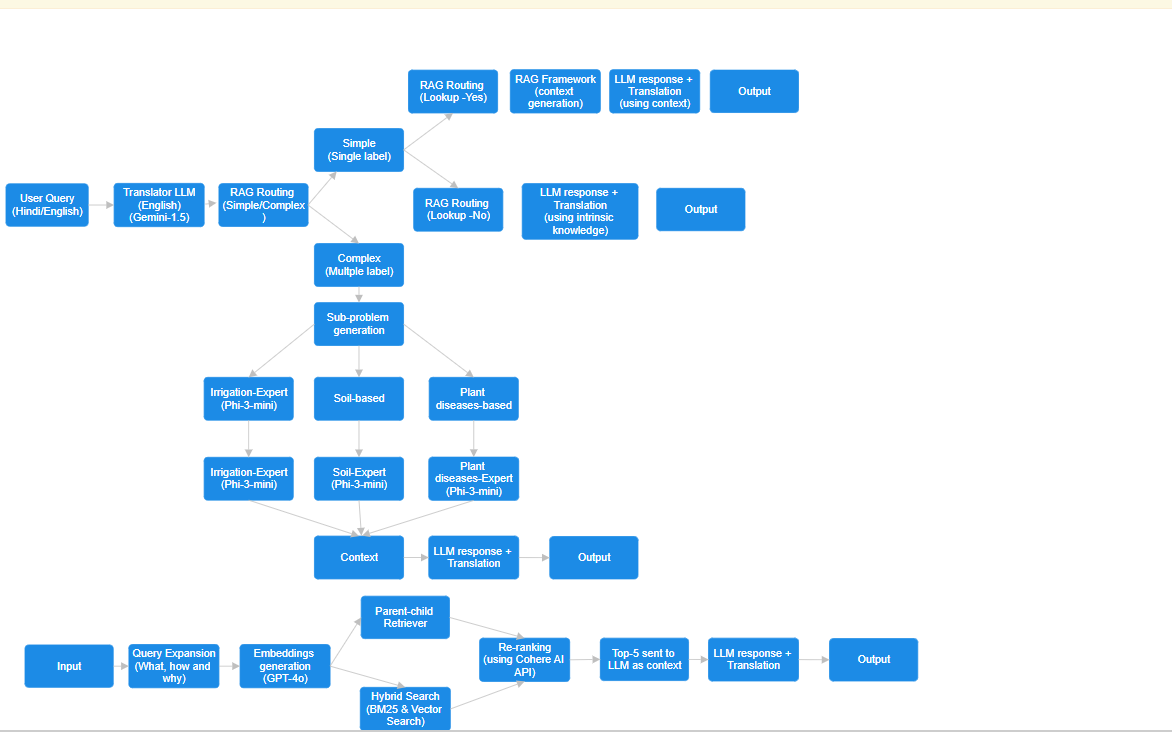 RAG Routing
(Lookup -Yes)
RAG Framework
(context
generation)
LLM response +
Translation
(using context)
Output
Simple
(Single label)
User Query
(Hindi/English)
Translator LLM
(English)
(Gemini-1.5)
RAG Routing
(Simple/Complex
)
RAG Routing
(Lookup -No)
LLM response +
Translation
(using intrinsic
knowledge)
Output
Complex
(Multple label)
Sub-problem
generation
Irrigation-Expert
(Phi-3-mini)
Soil-based
Plant
diseases-based
Irrigation-Expert
(Phi-3-mini)
Soil-Expert
(Phi-3-mini)
Plant
diseases-Expert
(Phi-3-mini)
Context
LLM response +
Translation
Output
Input
Query Expansion
(What, how and
why)
Embeddings
generation
(GPT-4o)
Parent-child
Retriever
Hybrid Search
(BM25 & Vector
Search)
Re-ranking
(using Cohere AI
API)
Top-5 sent to
LLM as context
LLM response +
Translation
Output